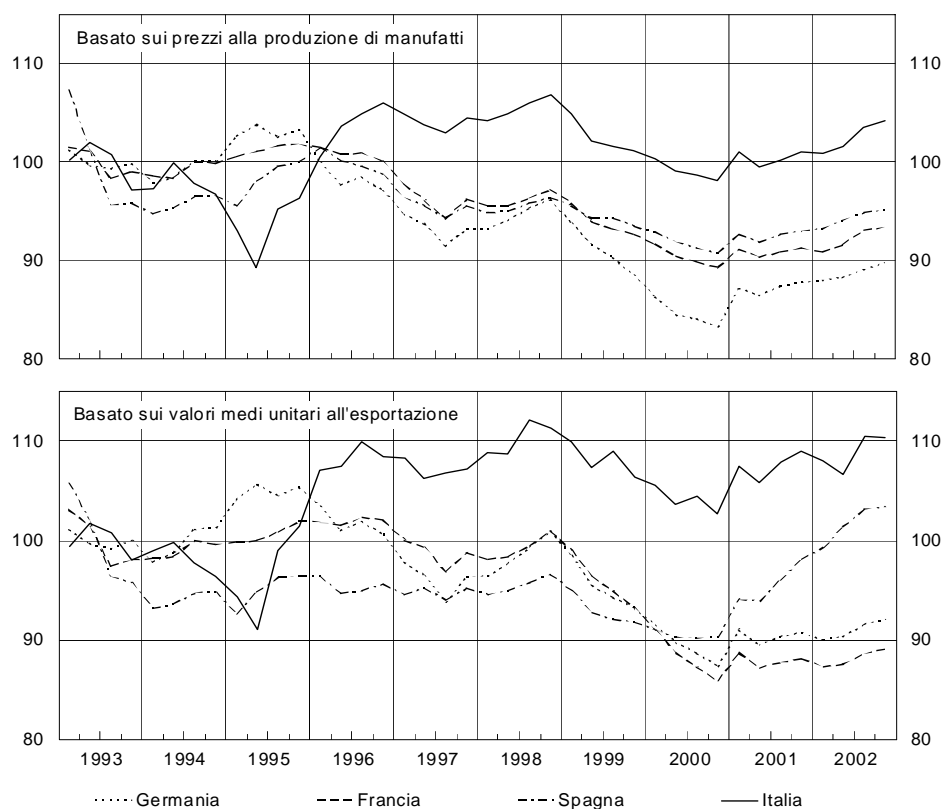 Basato sui prezzi alla produzione di manufatti
110 110
100 100
90 90
80 80
Basato sui valori medi unitari all'esportazione
110 110
100 100
90 90
80 80
1993 1994 1995 1996 1997 1998 1999 2000 2001 2002
Germania Francia Spagna Italia